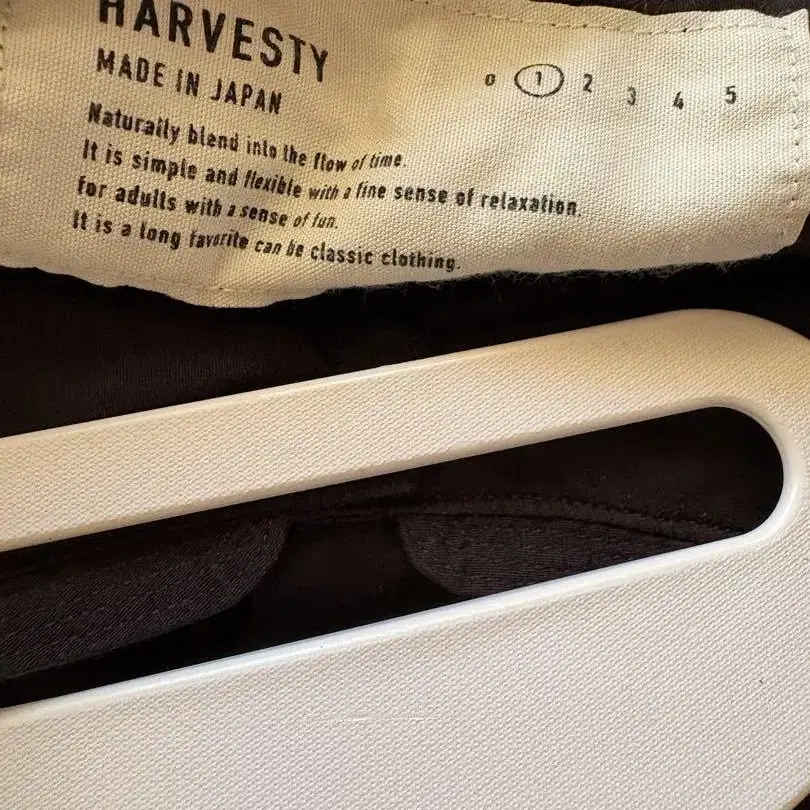 HARVESTY
MADE IN JAPAN
0 1 2 3 4 5
Naturally blend into the flow of time.
It is simple and flexible with a fine sense of relaxation.
for adults with a sense of fun.
It is a long favorite can be classic clothing.